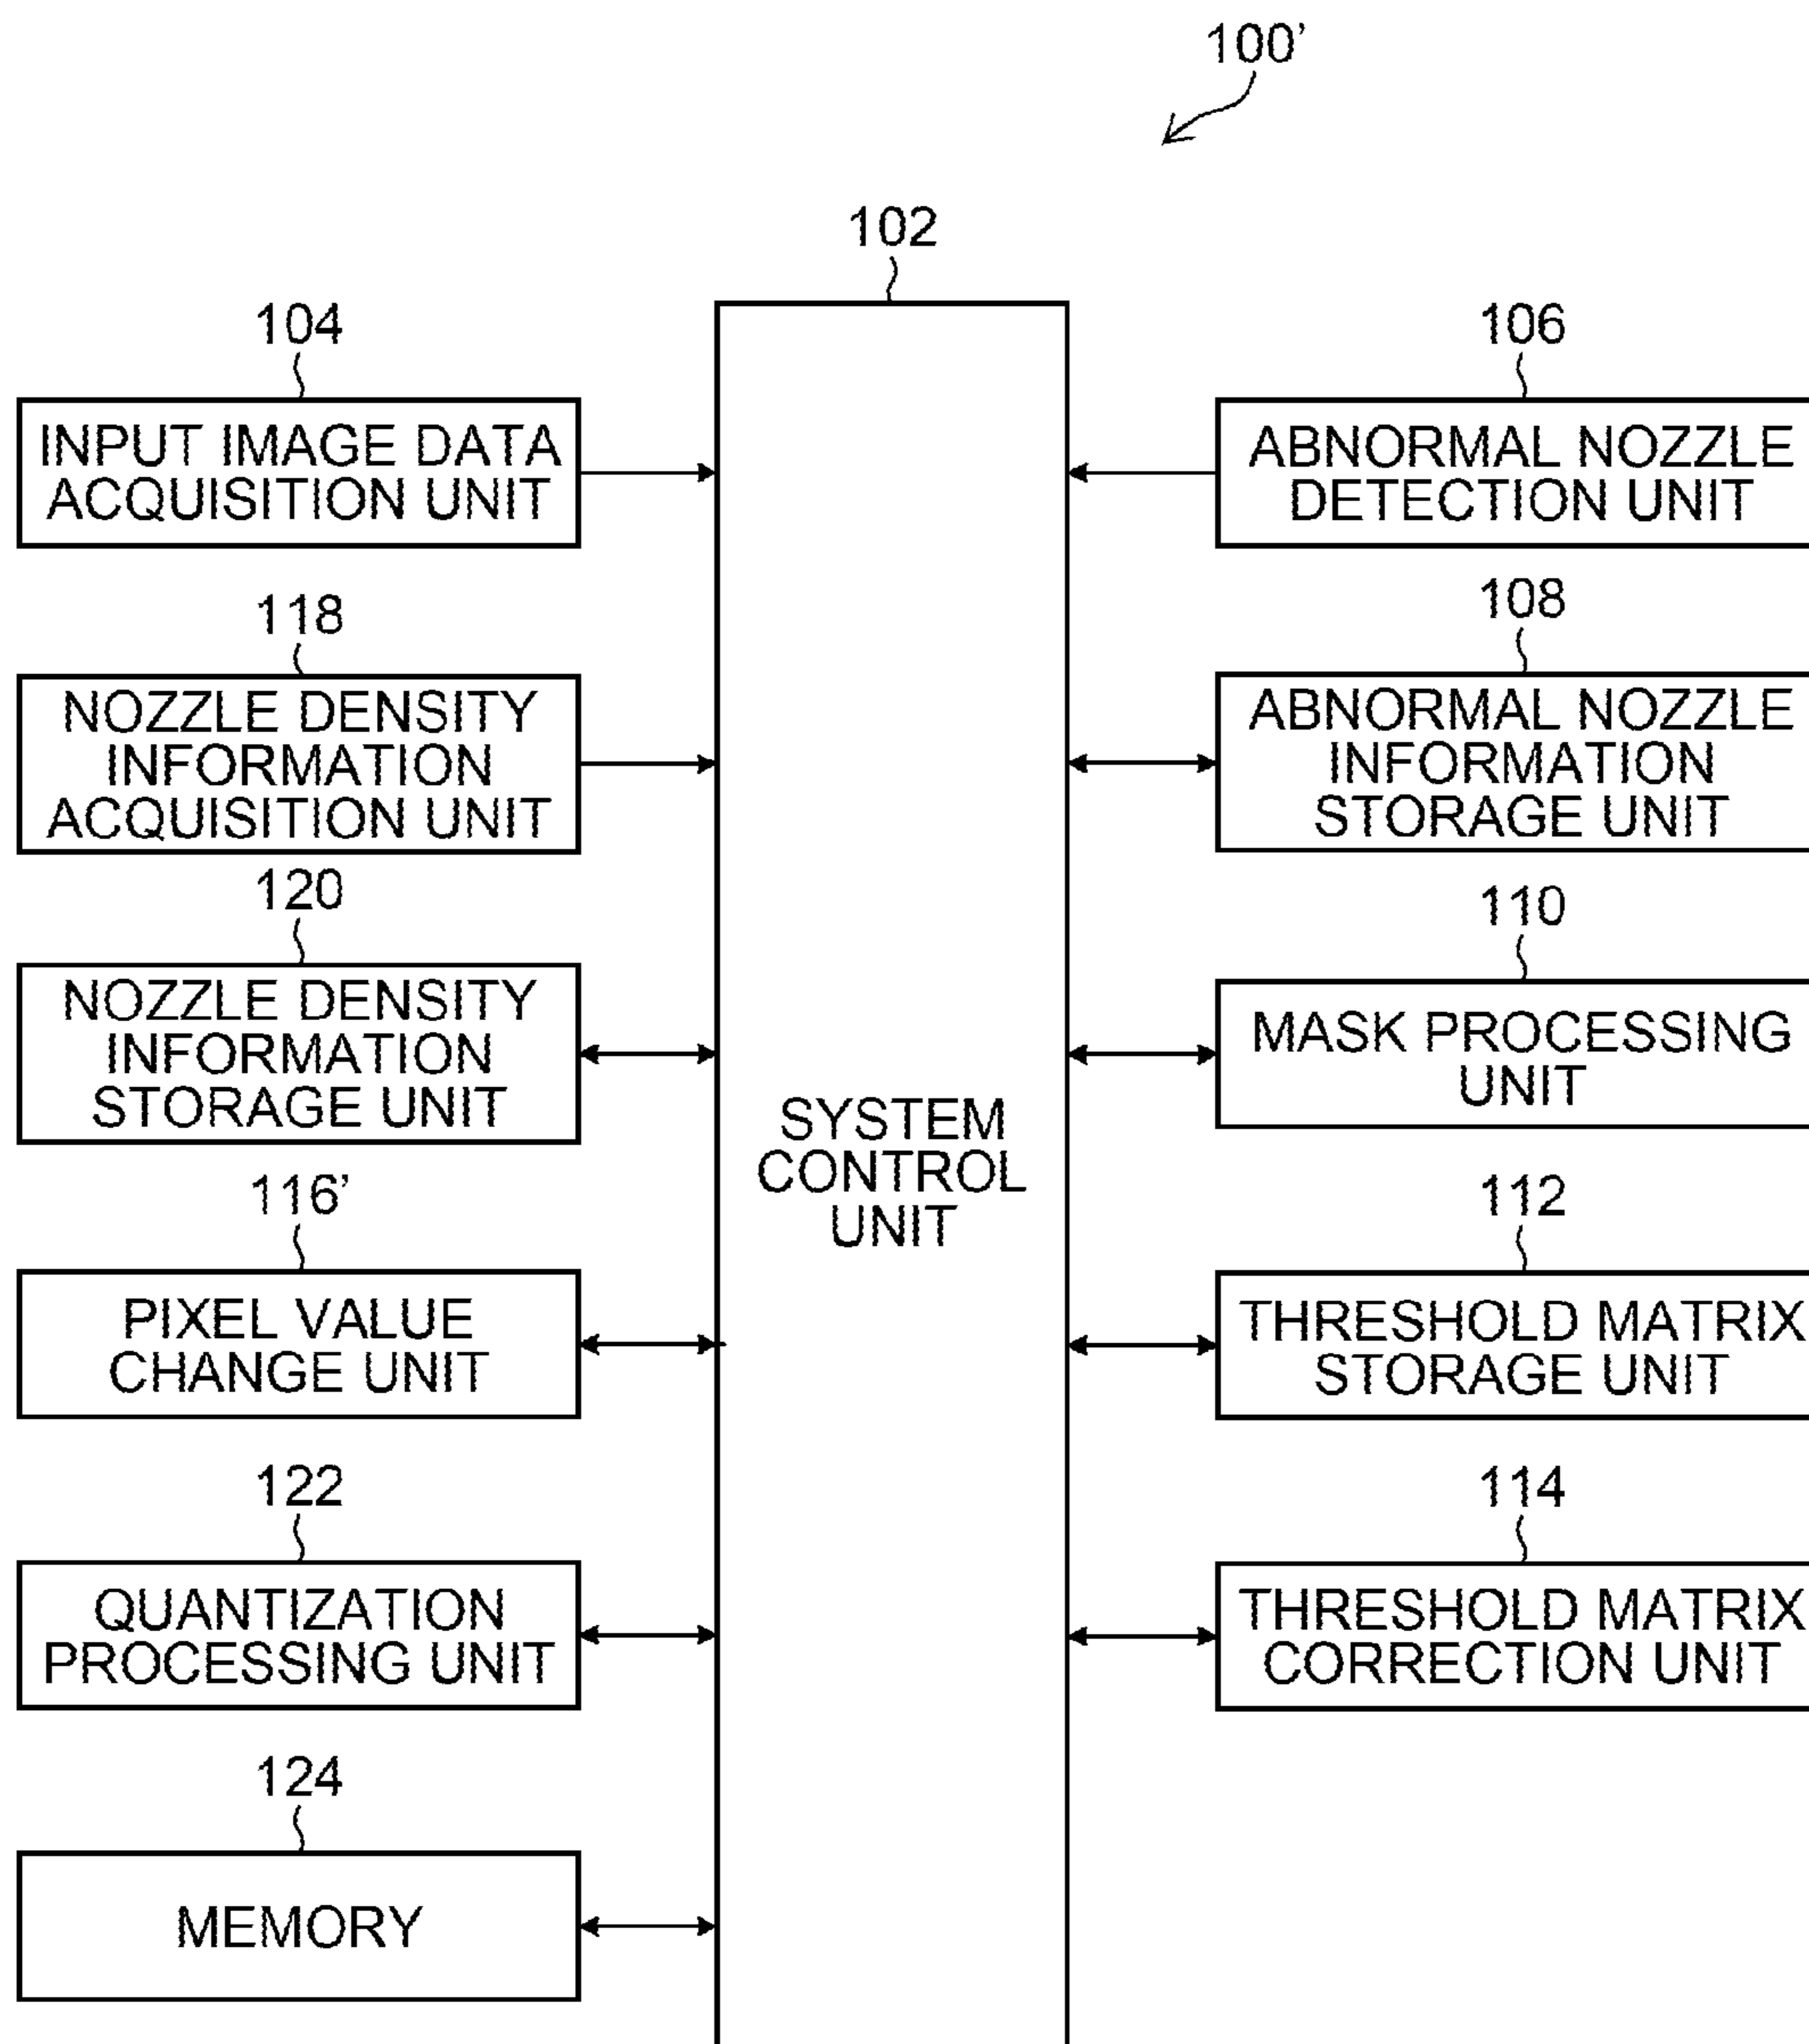 100’
102
104
INPUT IMAGE DATA
ACQUISITION UNIT
118
NOZZLE DENSITY
INFORMATION
ACQUISITION UNIT
120
NOZZLE DENSITY
INFORMATION
STORAGE UNIT
116’
PIXEL VALUE
CHANGE UNIT
122
QUANTIZATION
PROCESSING UNIT
124
MEMORY
SYSTEM
CONTROL
UNIT
106
ABNORMAL NOZZLE
DETECTION UNIT
108
ABNORMAL NOZZLE
INFORMATION
STORAGE UNIT
110
MASK PROCESSING
UNIT
112
THRESHOLD MATRIX
STORAGE UNIT
114
THRESHOLD MATRIX
CORRECTION UNIT